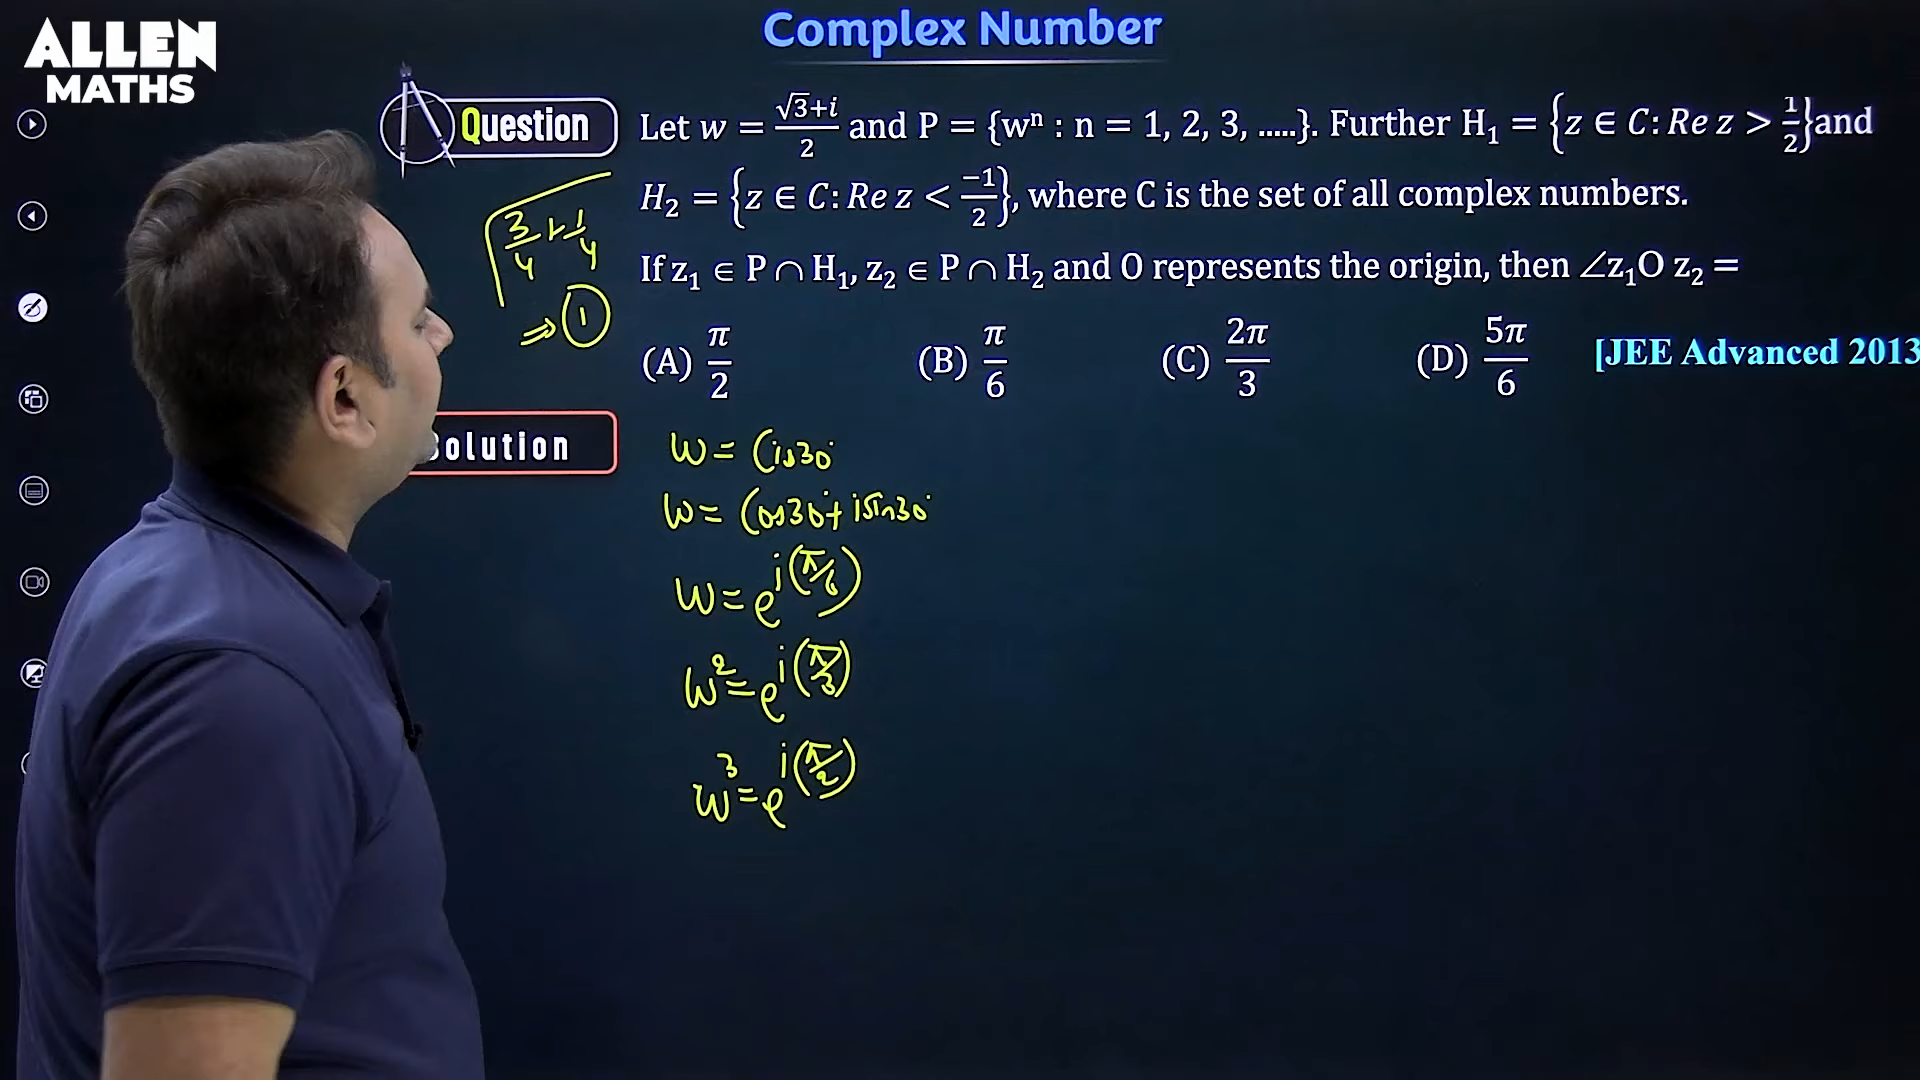 Complex Number
ALLEN
MATHS
Question
Let w = (√3+i)/2 and P = {wⁿ : n = 1, 2, 3, .....}. Further H₁ = {z ∈ C: Re z > 1/2} and
H₂ = {z ∈ C: Re z < -1/2}, where C is the set of all complex numbers.
If z₁ ∈ P ∩ H₁, z₂ ∈ P ∩ H₂ and O represents the origin, then ∠z₁O z₂ =
(A) π/2 (B) π/6 (C) 2π/3 (D) 5π/6 [JEE Advanced 2013
√(3/4 + 1/4)
⇒ 1
Solution
w = Cis30°
w = Cos30°+ iSin30°
w = e^i(π/6)
w² = e^i(π/3)
w³ = e^i(π/2)